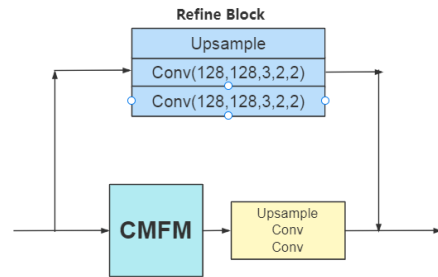 Refine Block
Upsample
Conv(128,128,3,2,2)
Conv(128,128,3,2,2)
CMFM
Upsample
Conv
Conv